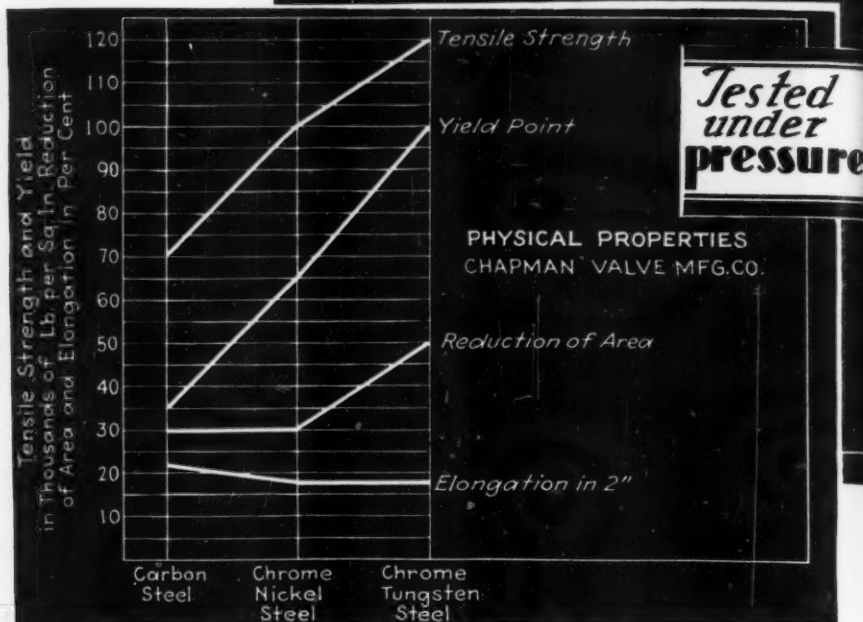 Tensile Strength and Yield
in Thousands of Lb. per Sq.In. Reduction
of Area and Elongation in Per Cent
120
110
100
90
80
70
60
50
40
30
20
10
Tensile Strength
Yield Point
Reduction of Area
Elongation in 2"
PHYSICAL PROPERTIES
CHAPMAN VALVE MFG.CO.
Tested
under
pressure
Carbon
Steel
Chrome
Nickel
Steel
Chrome
Tungsten
Steel